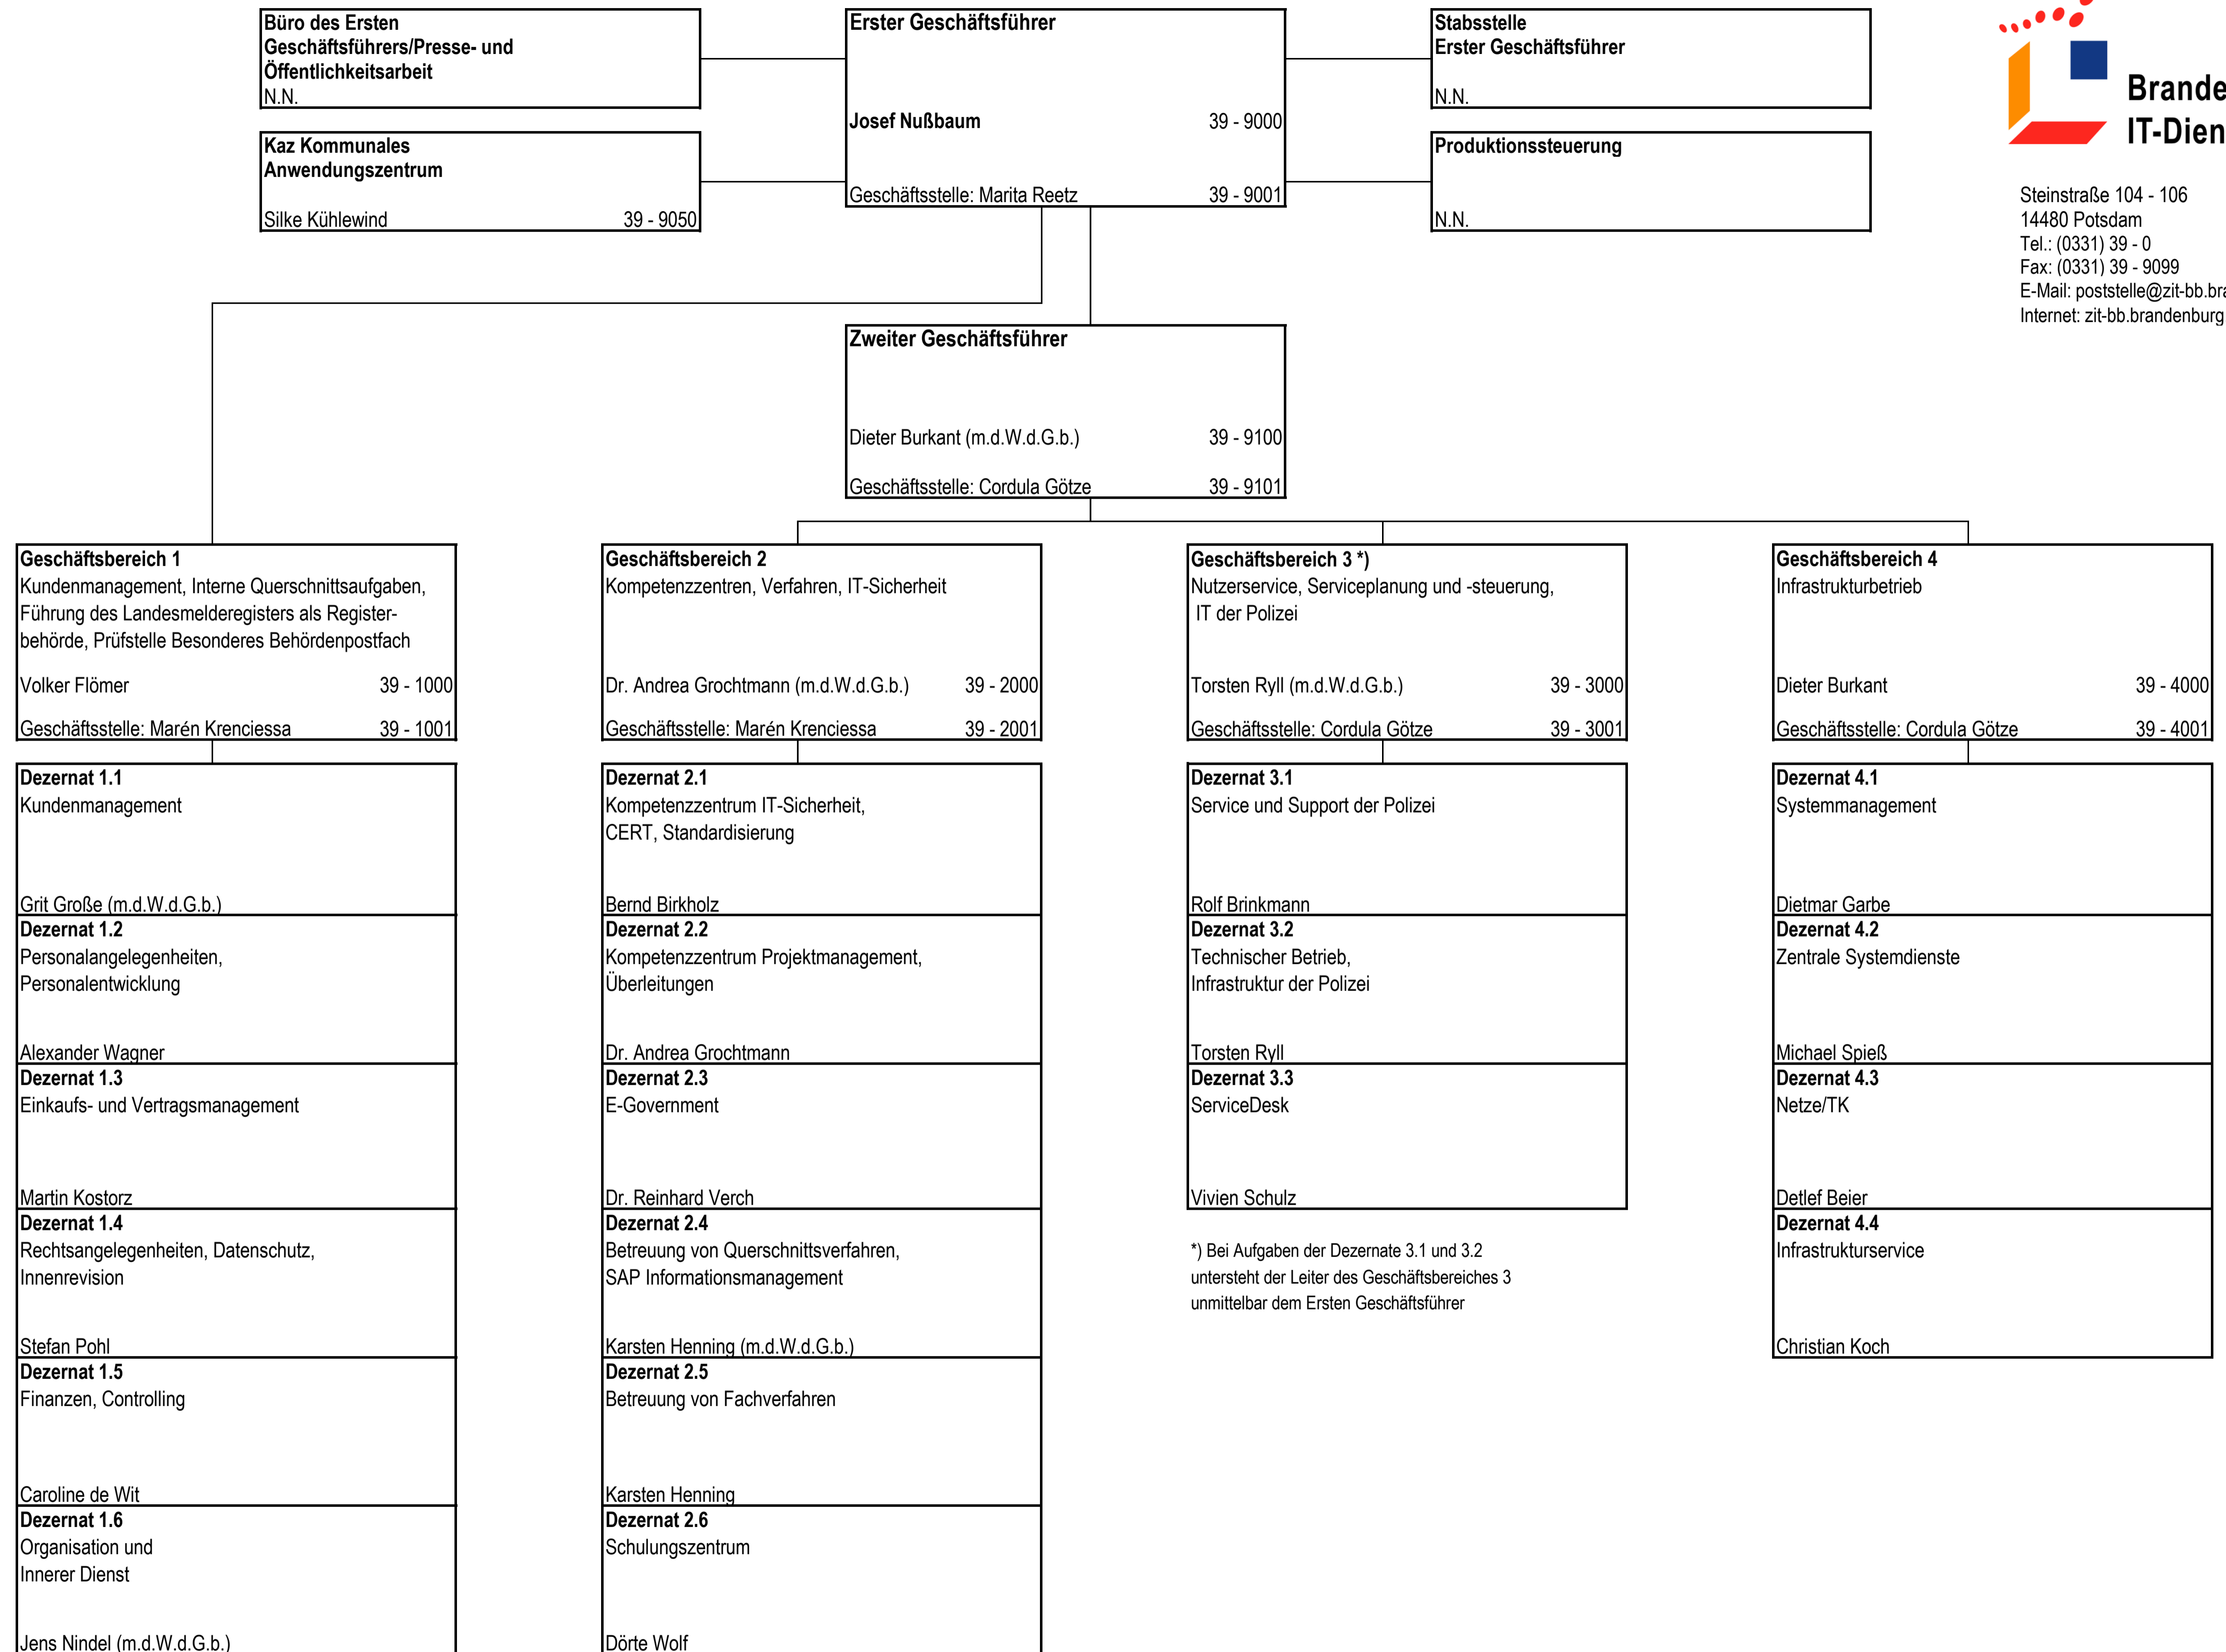 Büro des Ersten
Geschäftsführers/Presse- und
Öffentlichkeitsarbeit
N.N.
Kaz Kommunales
Anwendungszentrum
Silke Kühlewind 39 - 9050
Erster Geschäftsführer
Josef Nußbaum 39 - 9000
Geschäftsstelle: Marita Reetz 39 - 9001
Stabsstelle
Erster Geschäftsführer
N.N.
Produktionssteuerung
N.N.
Brande
IT-Dien
Steinstraße 104 - 106
14480 Potsdam
Tel.: (0331) 39 - 0
Fax: (0331) 39 - 9099
E-Mail: poststelle@zit-bb.bra
Internet: zit-bb.brandenburg
Zweiter Geschäftsführer
Dieter Burkant (m.d.W.d.G.b.) 39 - 9100
Geschäftsstelle: Cordula Götze 39 - 9101
Geschäftsbereich 1
Kundenmanagement, Interne Querschnittsaufgaben,
Führung des Landesmelderegisters als Register-
behörde, Prüfstelle Besonderes Behördenpostfach
Volker Flömer 39 - 1000
Geschäftsstelle: Marén Krenciessa 39 - 1001
Dezernat 1.1
Kundenmanagement
Grit Große (m.d.W.d.G.b.)
Dezernat 1.2
Personalangelegenheiten,
Personalentwicklung
Alexander Wagner
Dezernat 1.3
Einkaufs- und Vertragsmanagement
Martin Kostorz
Dezernat 1.4
Rechtsangelegenheiten, Datenschutz,
Innenrevision
Stefan Pohl
Dezernat 1.5
Finanzen, Controlling
Caroline de Wit
Dezernat 1.6
Organisation und
Innerer Dienst
Jens Nindel (m.d.W.d.G.b.)
Geschäftsbereich 2
Kompetenzzentren, Verfahren, IT-Sicherheit
Dr. Andrea Grochtmann (m.d.W.d.G.b.) 39 - 2000
Geschäftsstelle: Marén Krenciessa 39 - 2001
Dezernat 2.1
Kompetenzzentrum IT-Sicherheit,
CERT, Standardisierung
Bernd Birkholz
Dezernat 2.2
Kompetenzzentrum Projektmanagement,
Überleitungen
Dr. Andrea Grochtmann
Dezernat 2.3
E-Government
Dr. Reinhard Verch
Dezernat 2.4
Betreuung von Querschnittsverfahren,
SAP Informationsmanagement
Karsten Henning (m.d.W.d.G.b.)
Dezernat 2.5
Betreuung von Fachverfahren
Karsten Henning
Dezernat 2.6
Schulungszentrum
Dörte Wolf
Geschäftsbereich 3 *)
Nutzerservice, Serviceplanung und -steuerung,
IT der Polizei
Torsten Ryll (m.d.W.d.G.b.) 39 - 3000
Geschäftsstelle: Cordula Götze 39 - 3001
Dezernat 3.1
Service und Support der Polizei
Rolf Brinkmann
Dezernat 3.2
Technischer Betrieb,
Infrastruktur der Polizei
Torsten Ryll
Dezernat 3.3
ServiceDesk
Vivien Schulz
*) Bei Aufgaben der Dezernate 3.1 und 3.2
untersteht der Leiter des Geschäftsbereiches 3
unmittelbar dem Ersten Geschäftsführer
Geschäftsbereich 4
Infrastrukturbetrieb
Dieter Burkant 39 - 4000
Geschäftsstelle: Cordula Götze 39 - 4001
Dezernat 4.1
Systemmanagement
Dietmar Garbe
Dezernat 4.2
Zentrale Systemdienste
Michael Spieß
Dezernat 4.3
Netze/TK
Detlef Beier
Dezernat 4.4
Infrastrukturservice
Christian Koch